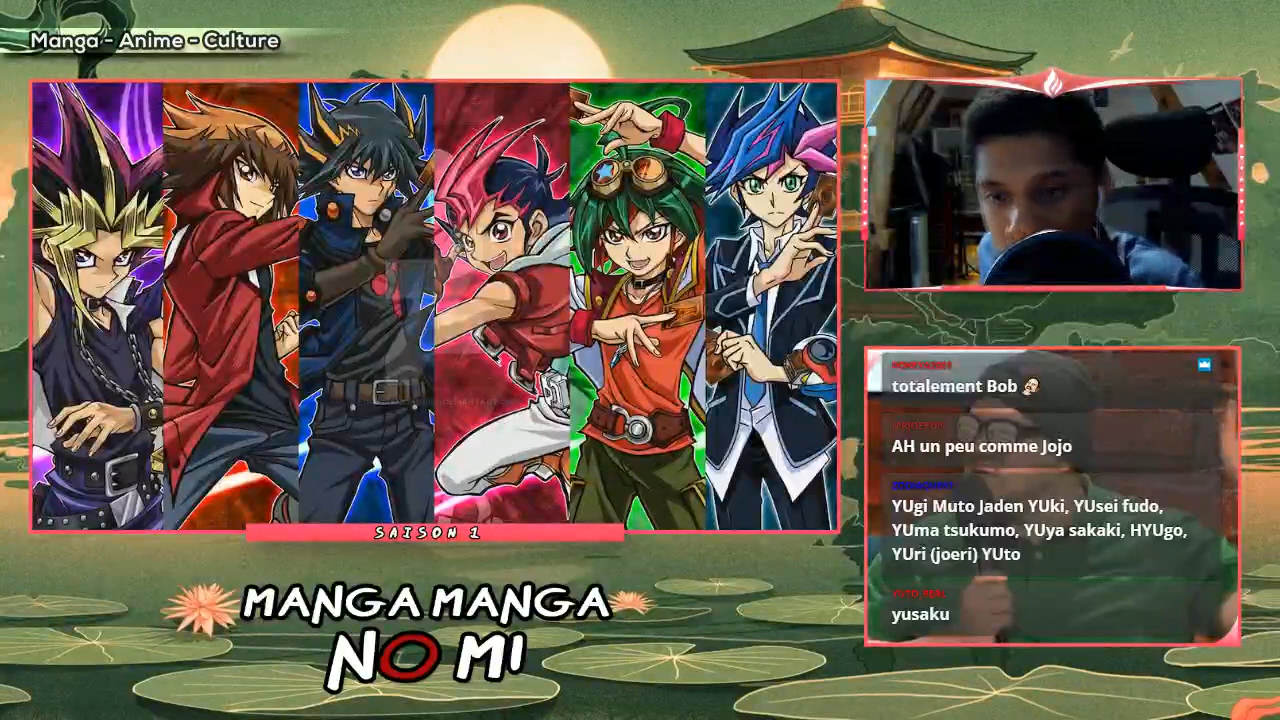 Manga - Anime - Culture
SAISON 1
MANGA MANGA
NO MI
totalement Bob
AH un peu comme Jojo
YUgi Muto Jaden YUki, YUsei fudo,
YUma tsukumo, YUya sakaki, HYUgo,
YUri (joeri) YUto
yusaku